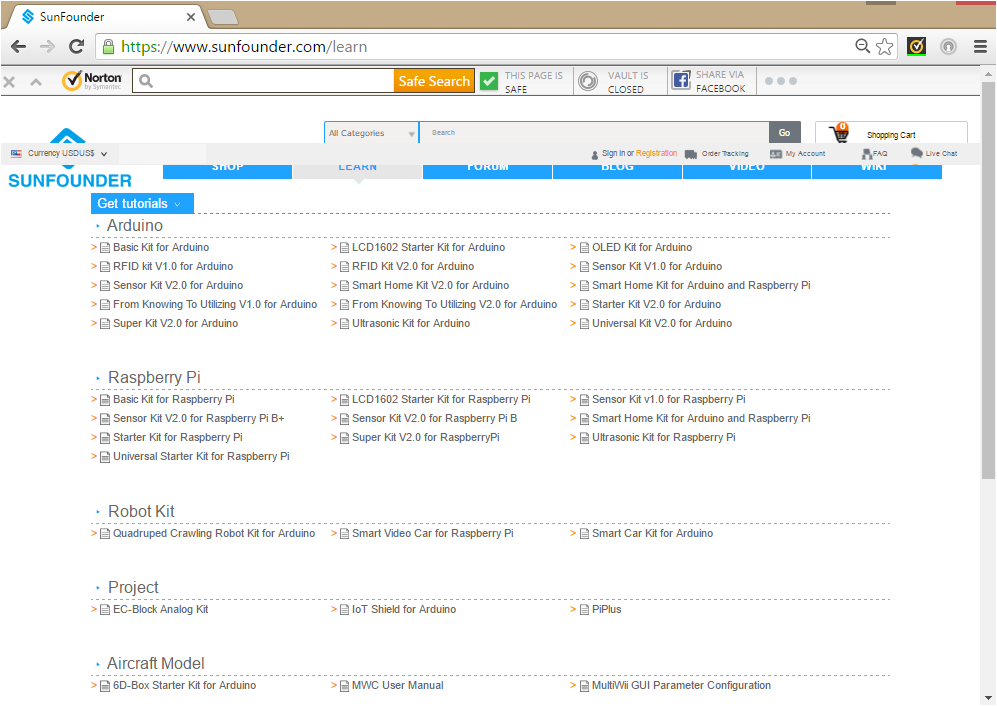 SunFounder
https://www.sunfounder.com/learn
Norton
by Symantec
Safe Search
THIS PAGE IS
SAFE
VAULT IS
CLOSED
SHARE VIA
FACEBOOK
All Categories
Search
Go
0
Shopping Cart
Currency USDUS$
Sign In or Registration
Order Tracking
My Account
FAQ
Live Chat
SUNFOUNDER
SHOP
LEARN
FORUM
BLOG
VIDEO
WIKI
Get tutorials
Arduino
> Basic Kit for Arduino > LCD1602 Starter Kit for Arduino > OLED Kit for Arduino
> RFID kit V1.0 for Arduino > RFID Kit V2.0 for Arduino > Sensor Kit V1.0 for Arduino
> Sensor Kit V2.0 for Arduino > Smart Home Kit V2.0 for Arduino > Smart Home Kit for Arduino and Raspberry Pi
> From Knowing To Utilizing V1.0 for Arduino > From Knowing To Utilizing V2.0 for Arduino > Starter Kit V2.0 for Arduino
> Super Kit V2.0 for Arduino > Ultrasonic Kit for Arduino > Universal Kit V2.0 for Arduino
Raspberry Pi
> Basic Kit for Raspberry Pi > LCD1602 Starter Kit for Raspberry Pi > Sensor Kit v1.0 for Raspberry Pi
> Sensor Kit V2.0 for Raspberry Pi B+ > Sensor Kit V2.0 for Raspberry Pi B > Smart Home Kit for Arduino and Raspberry Pi
> Starter Kit for Raspberry Pi > Super Kit V2.0 for RaspberryPi > Ultrasonic Kit for Raspberry Pi
> Universal Starter Kit for Raspberry Pi
Robot Kit
> Quadruped Crawling Robot Kit for Arduino > Smart Video Car for Raspberry Pi > Smart Car Kit for Arduino
Project
> EC-Block Analog Kit > IoT Shield for Arduino > PiPlus
Aircraft Model
> 6D-Box Starter Kit for Arduino > MWC User Manual > MultiWii GUI Parameter Configuration